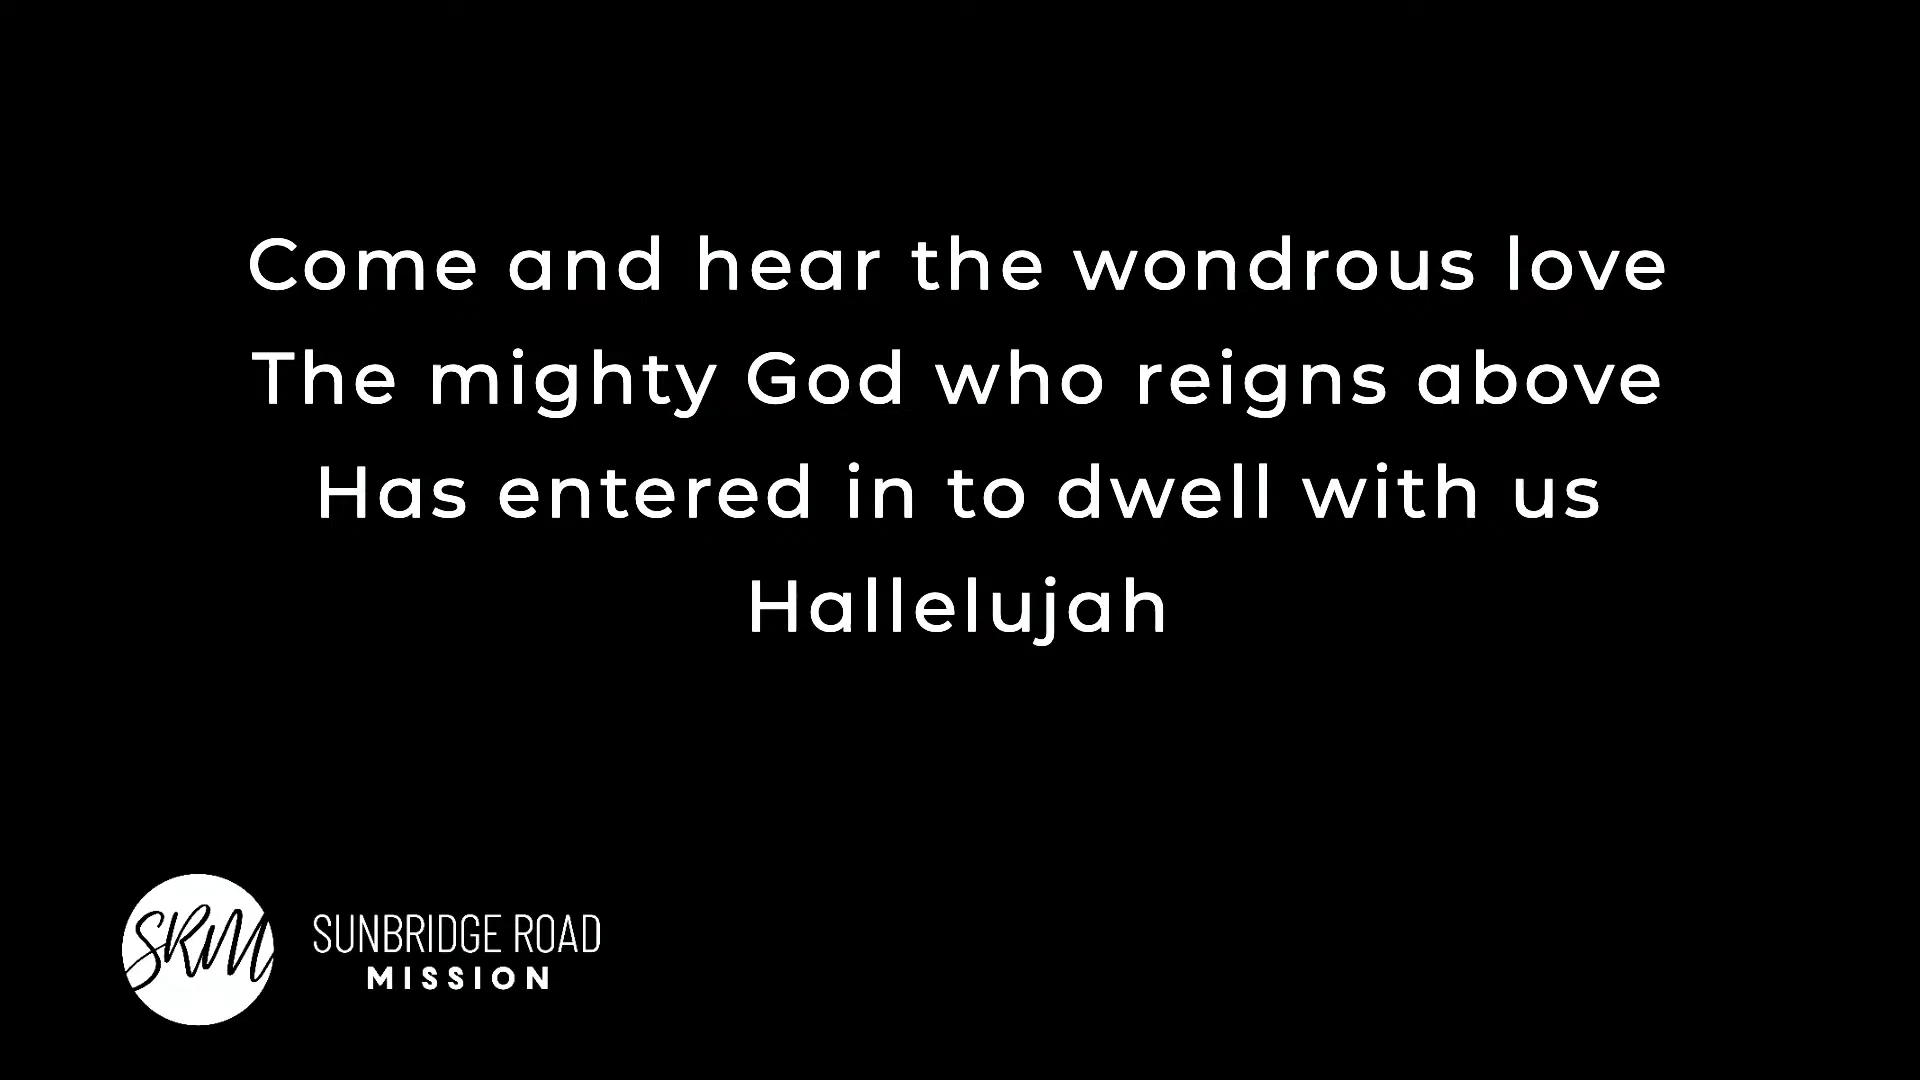 Come and hear the wondrous love
The mighty God who reigns above
Has entered in to dwell with us
Hallelujah
SRM
SUNBRIDGE ROAD
MISSION